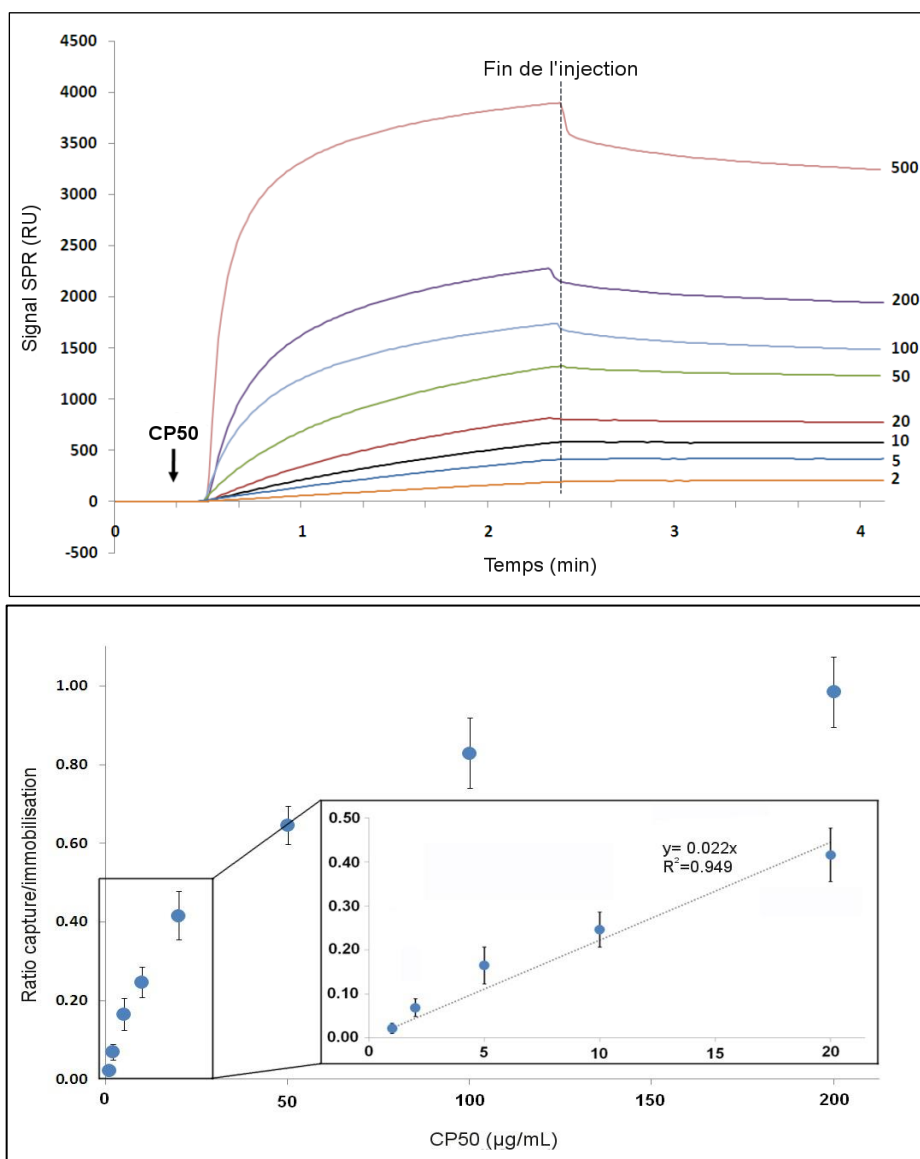 4500
4000
3500
3000
2500
2000
1500
1000
500
0
-500
Signal SPR (RU)
Fin de l'injection
CP50
500
200
100
50
20
10
5
2
0 1 2 3 4
Temps (min)
1.00
0.80
0.60
0.40
0.20
0.00
Ratio capture/immobilisation
0.50
0.40
0.30
0.20
0.10
0.00
y= 0.022x
R²=0.949
0 5 10 15 20
0 50 100 150 200
CP50 (µg/mL)